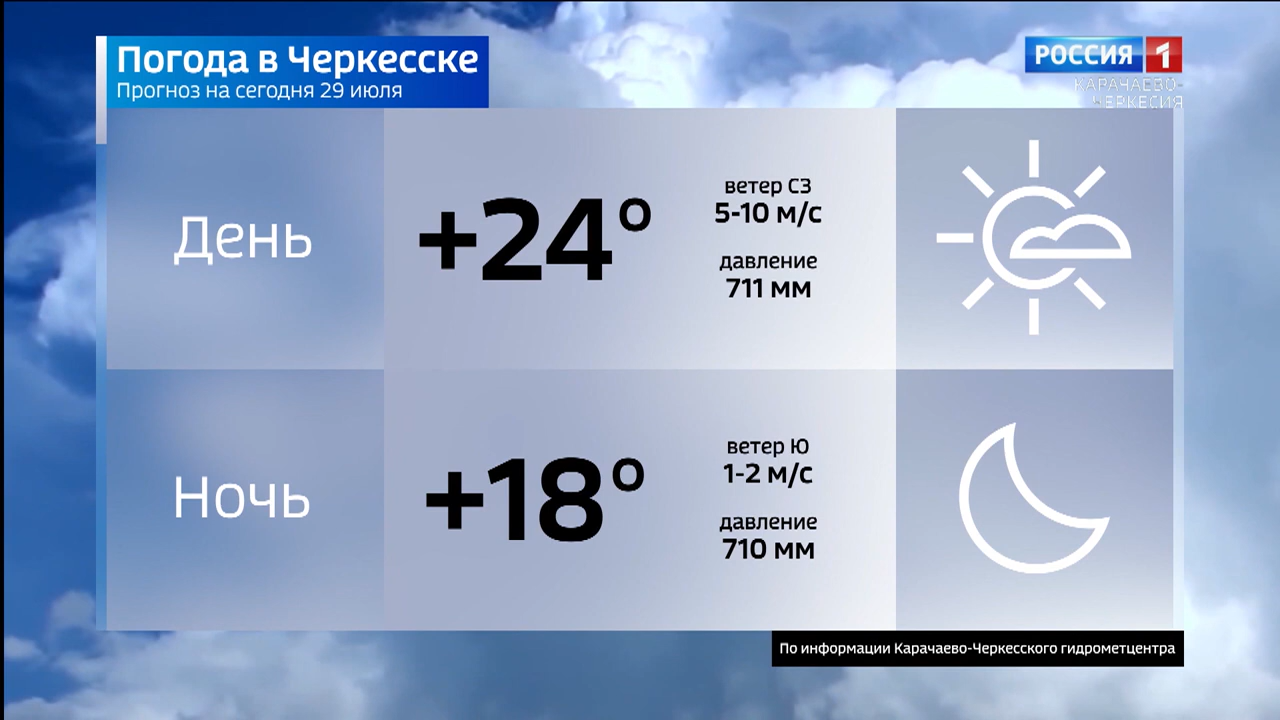 Погода в Черкесске
Прогноз на сегодня 29 июля
РОССИЯ 1
КАРАЧАЕВО-
ЧЕРКЕСИЯ
День
+24°
ветер СЗ
5-10 м/с
давление
711 мм
Ночь
+18°
ветер Ю
1-2 м/с
давление
710 мм
По информации Карачаево-Черкесского гидрометцентра